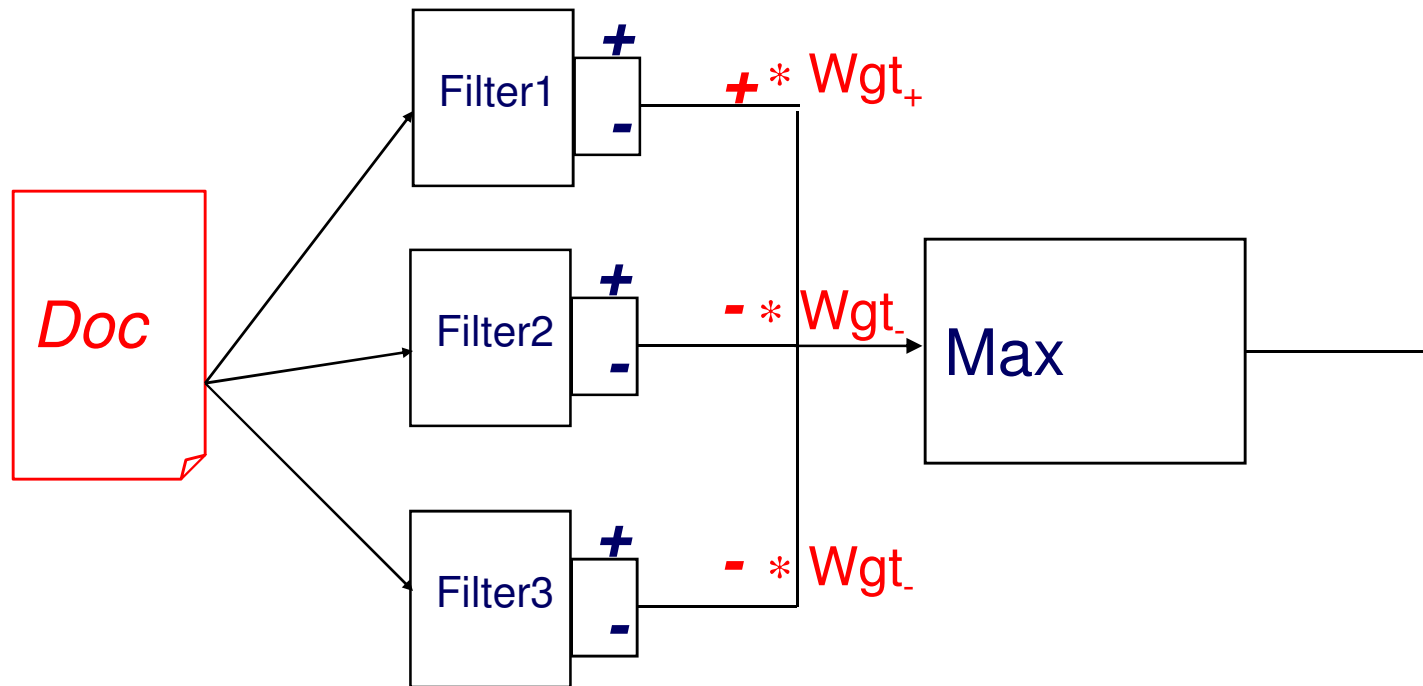 +
Filter1
-
+ * Wgt₊
Doc
+
Filter2
-
- * Wgt₋
Max
+
Filter3
-
- * Wgt₋